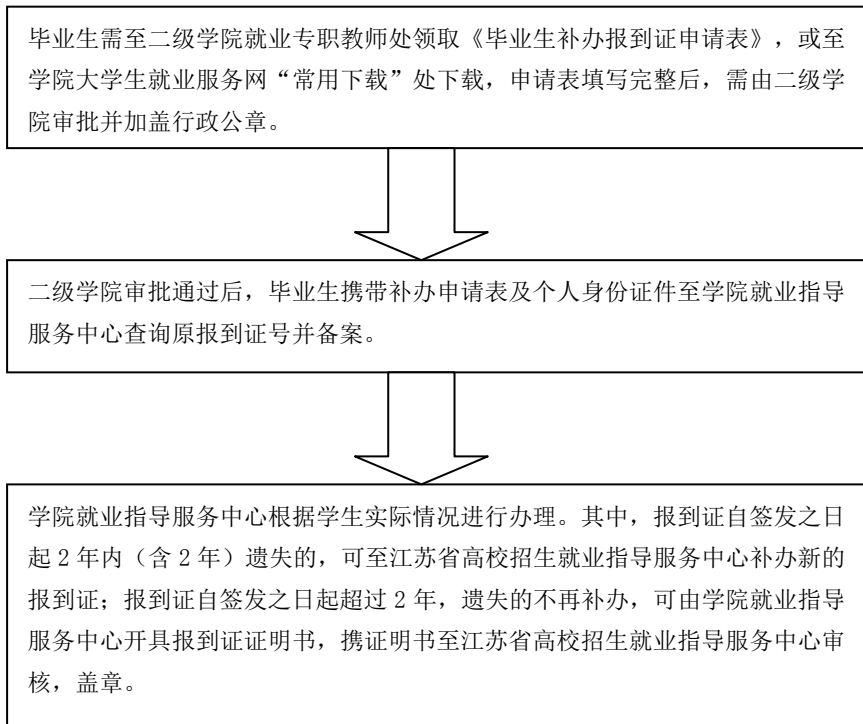 毕业生需至二级学院就业专职教师处领取《毕业生补办报到证申请表》，或至
学院大学生就业服务网“常用下载”处下载，申请表填写完整后，需由二级学
院审批并加盖行政公章。
二级学院审批通过后，毕业生携带补办申请表及个人身份证件至学院就业指导
服务中心查询原报到证号并备案。
学院就业指导服务中心根据学生实际情况进行办理。其中，报到证自签发之日
起 2 年内（含 2 年）遗失的，可至江苏省高校招生就业指导服务中心补办新的
报到证；报到证自签发之日起超过 2 年，遗失的不再补办，可由学院就业指导
服务中心开具报到证证明书，携证明书至江苏省高校招生就业指导服务中心审
核，盖章。